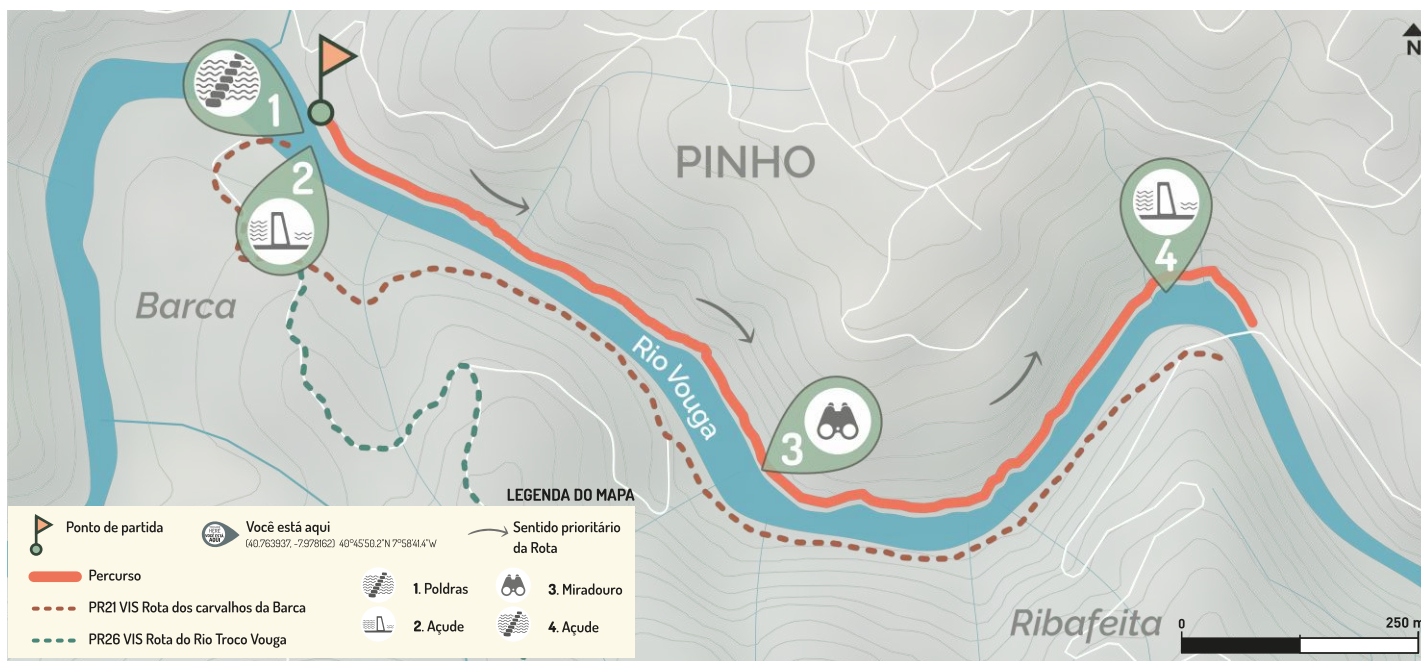 N
1
2
PINHO
4
Barca
Rio Vouga
3
LEGENDA DO MAPA
Ponto de partida
Você está aqui
(40.763937, -7.978162) 40°45'50.2"N 7°58'41.4"W
Sentido prioritário
da Rota
Percurso
PR21 VIS Rota dos carvalhos da Barca
PR26 VIS Rota do Rio Troco Vouga
1. Poldras
3. Miradouro
2. Açude
4. Açude
Ribafeita
0
250 m